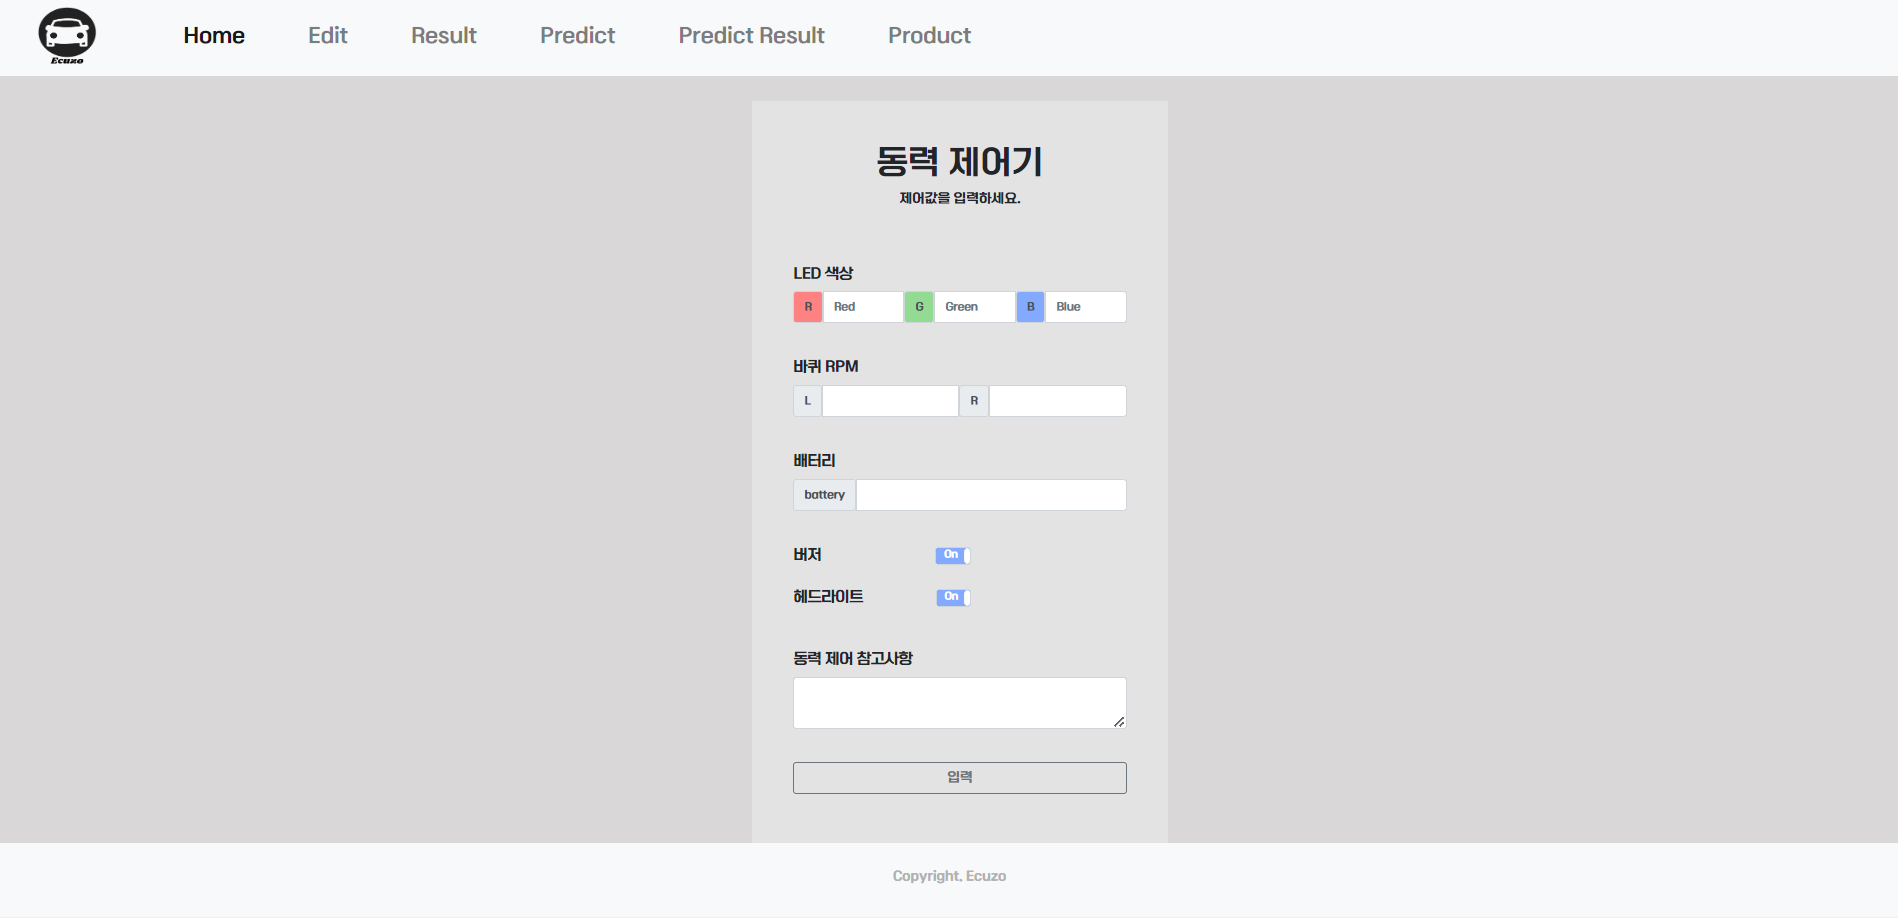 Ecuzo
Home Edit Result Predict Predict Result Product
동력 제어기
제어값을 입력하세요.
LED 색상
R Red G Green B Blue
바퀴 RPM
L R
배터리
battery
버저 On
헤드라이트 On
동력 제어 참고사항
입력
Copyright. Ecuzo